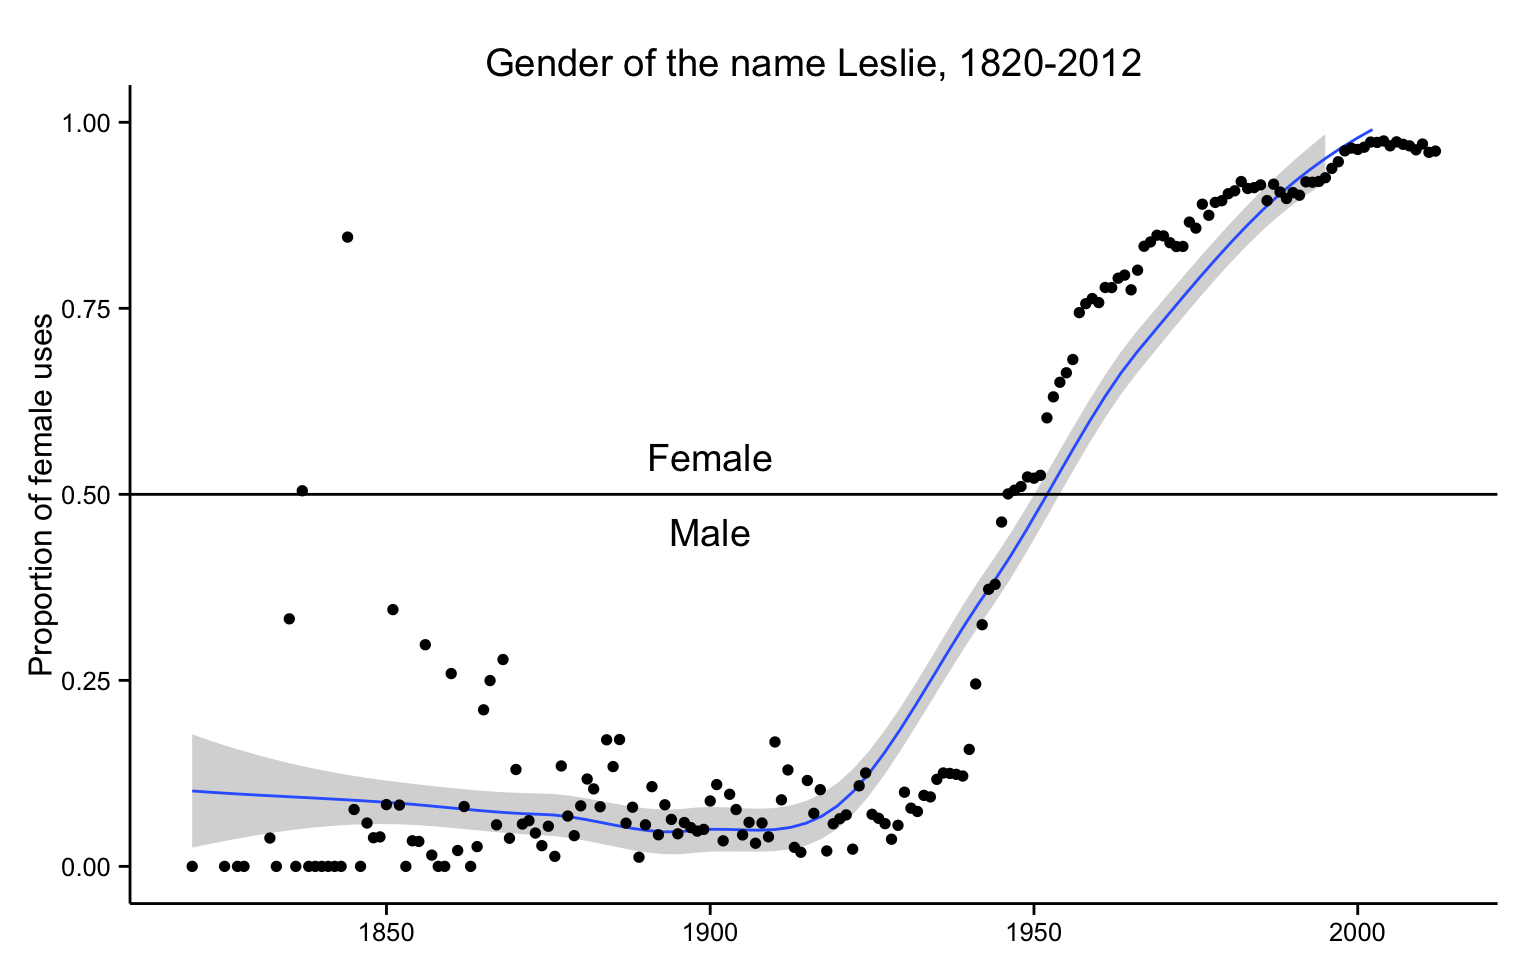 Gender of the name Leslie, 1820-2012
Proportion of female uses
1.00
0.75
0.50
0.25
0.00
Female
Male
1850
1900
1950
2000